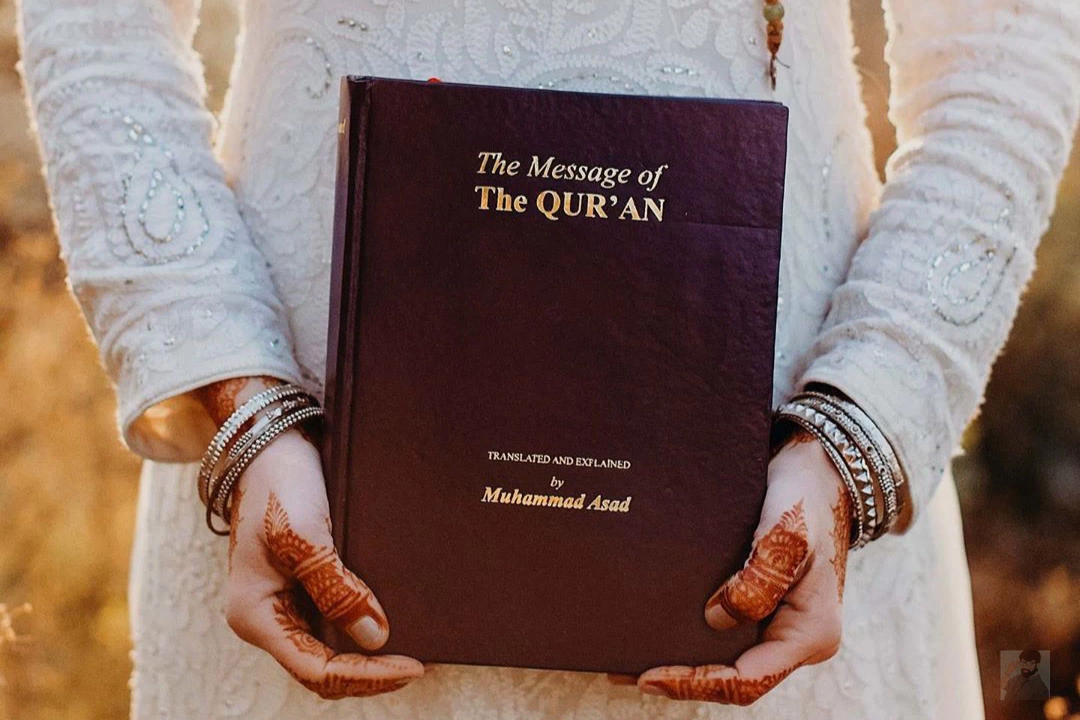 The Message of
The QUR'AN
TRANSLATED AND EXPLAINED
by
Muhammad Asad